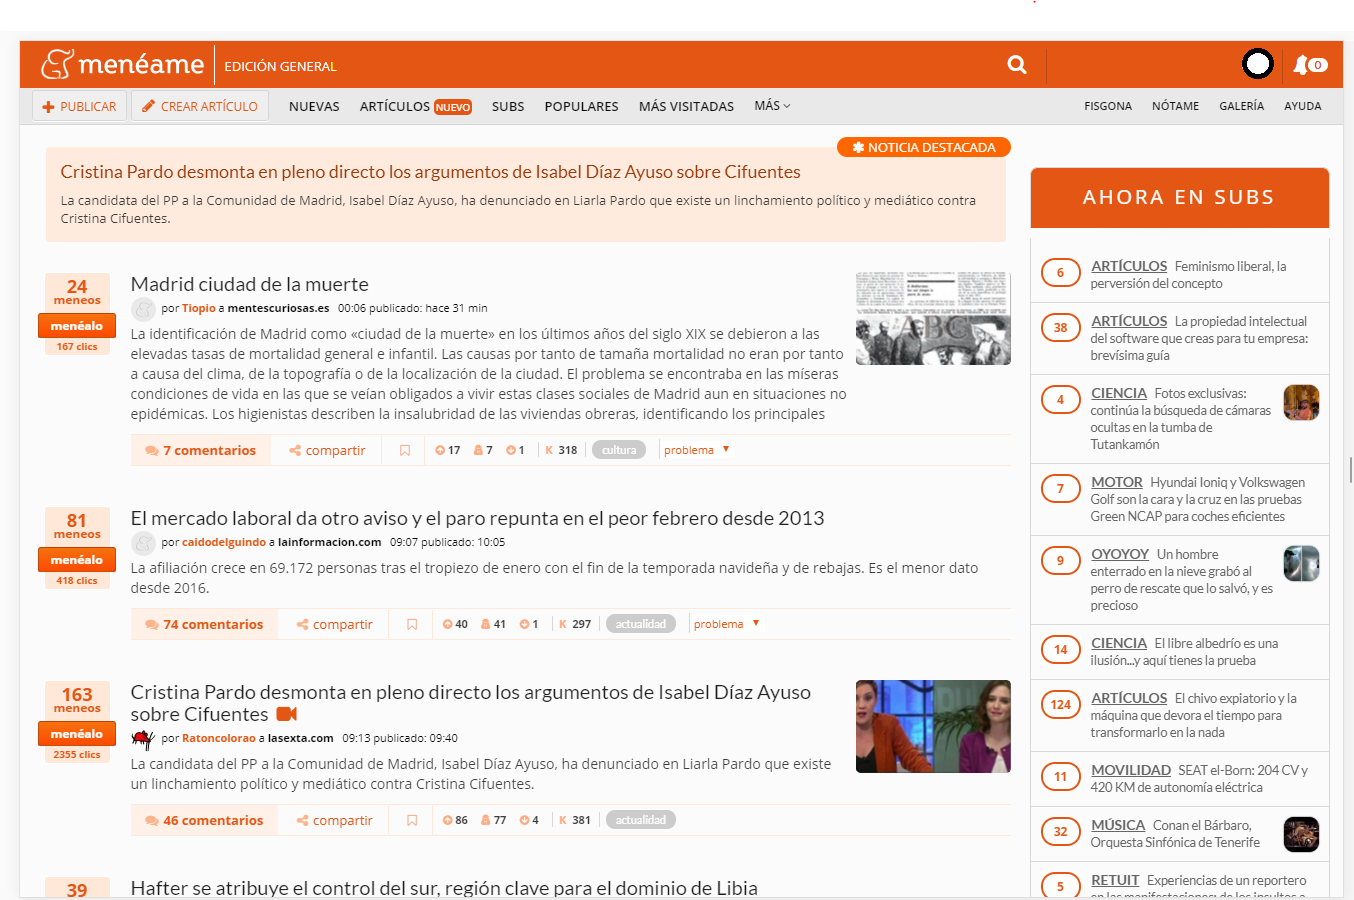 menéame
EDICIÓN GENERAL
0
PUBLICAR
CREAR ARTÍCULO
NUEVAS
ARTÍCULOS NUEVO
SUBS
POPULARES
MÁS VISITADAS
MÁS
FISGONA
NÓTAME
GALERÍA
AYUDA
✱ NOTICIA DESTACADA
Cristina Pardo desmonta en pleno directo los argumentos de Isabel Díaz Ayuso sobre Cifuentes
La candidata del PP a la Comunidad de Madrid, Isabel Díaz Ayuso, ha denunciado en Liarla Pardo que existe un linchamiento político y mediático contra
Cristina Cifuentes.
24
meneos
menéalo
167 clics
Madrid ciudad de la muerte
por Tiopio a mentescuriosas.es 00:06 publicado: hace 31 min
La identificación de Madrid como «ciudad de la muerte» en los últimos años del siglo XIX se debieron a las
elevadas tasas de mortalidad general e infantil. Las causas por tanto de tamaña mortalidad no eran por tanto
a causa del clima, de la topografía o de la localización de la ciudad. El problema se encontraba en las míseras
condiciones de vida en las que se veían obligados a vivir estas clases sociales de Madrid aun en situaciones no
epidémicas. Los higienistas describen la insalubridad de las viviendas obreras, identificando los principales
ABC
7 comentarios
compartir
17 7 1 K 318 cultura problema ▼
81
meneos
menéalo
418 clics
El mercado laboral da otro aviso y el paro repunta en el peor febrero desde 2013
por caidodelguindo a lainformacion.com 09:07 publicado: 10:05
La afiliación crece en 69.172 personas tras el tropiezo de enero con el fin de la temporada navideña y de rebajas. Es el menor dato
desde 2016.
74 comentarios
compartir
40 41 1 K 297 actualidad problema ▼
163
meneos
menéalo
2355 clics
Cristina Pardo desmonta en pleno directo los argumentos de Isabel Díaz Ayuso
sobre Cifuentes
por Ratoncolorao a lasexta.com 09:13 publicado: 09:40
La candidata del PP a la Comunidad de Madrid, Isabel Díaz Ayuso, ha denunciado en Liarla Pardo que existe
un linchamiento político y mediático contra Cristina Cifuentes.
46 comentarios
compartir
86 77 4 K 381 actualidad
39
Hafter se atribuye el control del sur, región clave para el dominio de Libia
AHORA EN SUBS
6
ARTÍCULOS Feminismo liberal, la
perversión del concepto
38
ARTÍCULOS La propiedad intelectual
del software que creas para tu empresa:
brevísima guía
4
CIENCIA Fotos exclusivas:
continúa la búsqueda de cámaras
ocultas en la tumba de
Tutankamón
7
MOTOR Hyundai Ioniq y Volkswagen
Golf son la cara y la cruz en las pruebas
Green NCAP para coches eficientes
9
OYOYOY Un hombre
enterrado en la nieve grabó al
perro de rescate que lo salvó, y es
precioso
14
CIENCIA El libre albedrío es una
ilusión...y aquí tienes la prueba
124
ARTÍCULOS El chivo expiatorio y la
máquina que devora el tiempo para
transformarlo en la nada
11
MOVILIDAD SEAT el-Born: 204 CV y
420 KM de autonomía eléctrica
32
MÚSICA Conan el Bárbaro,
Orquesta Sinfónica de Tenerife
5
RETUIT Experiencias de un reportero
en las manifestaciones: de los insultos a